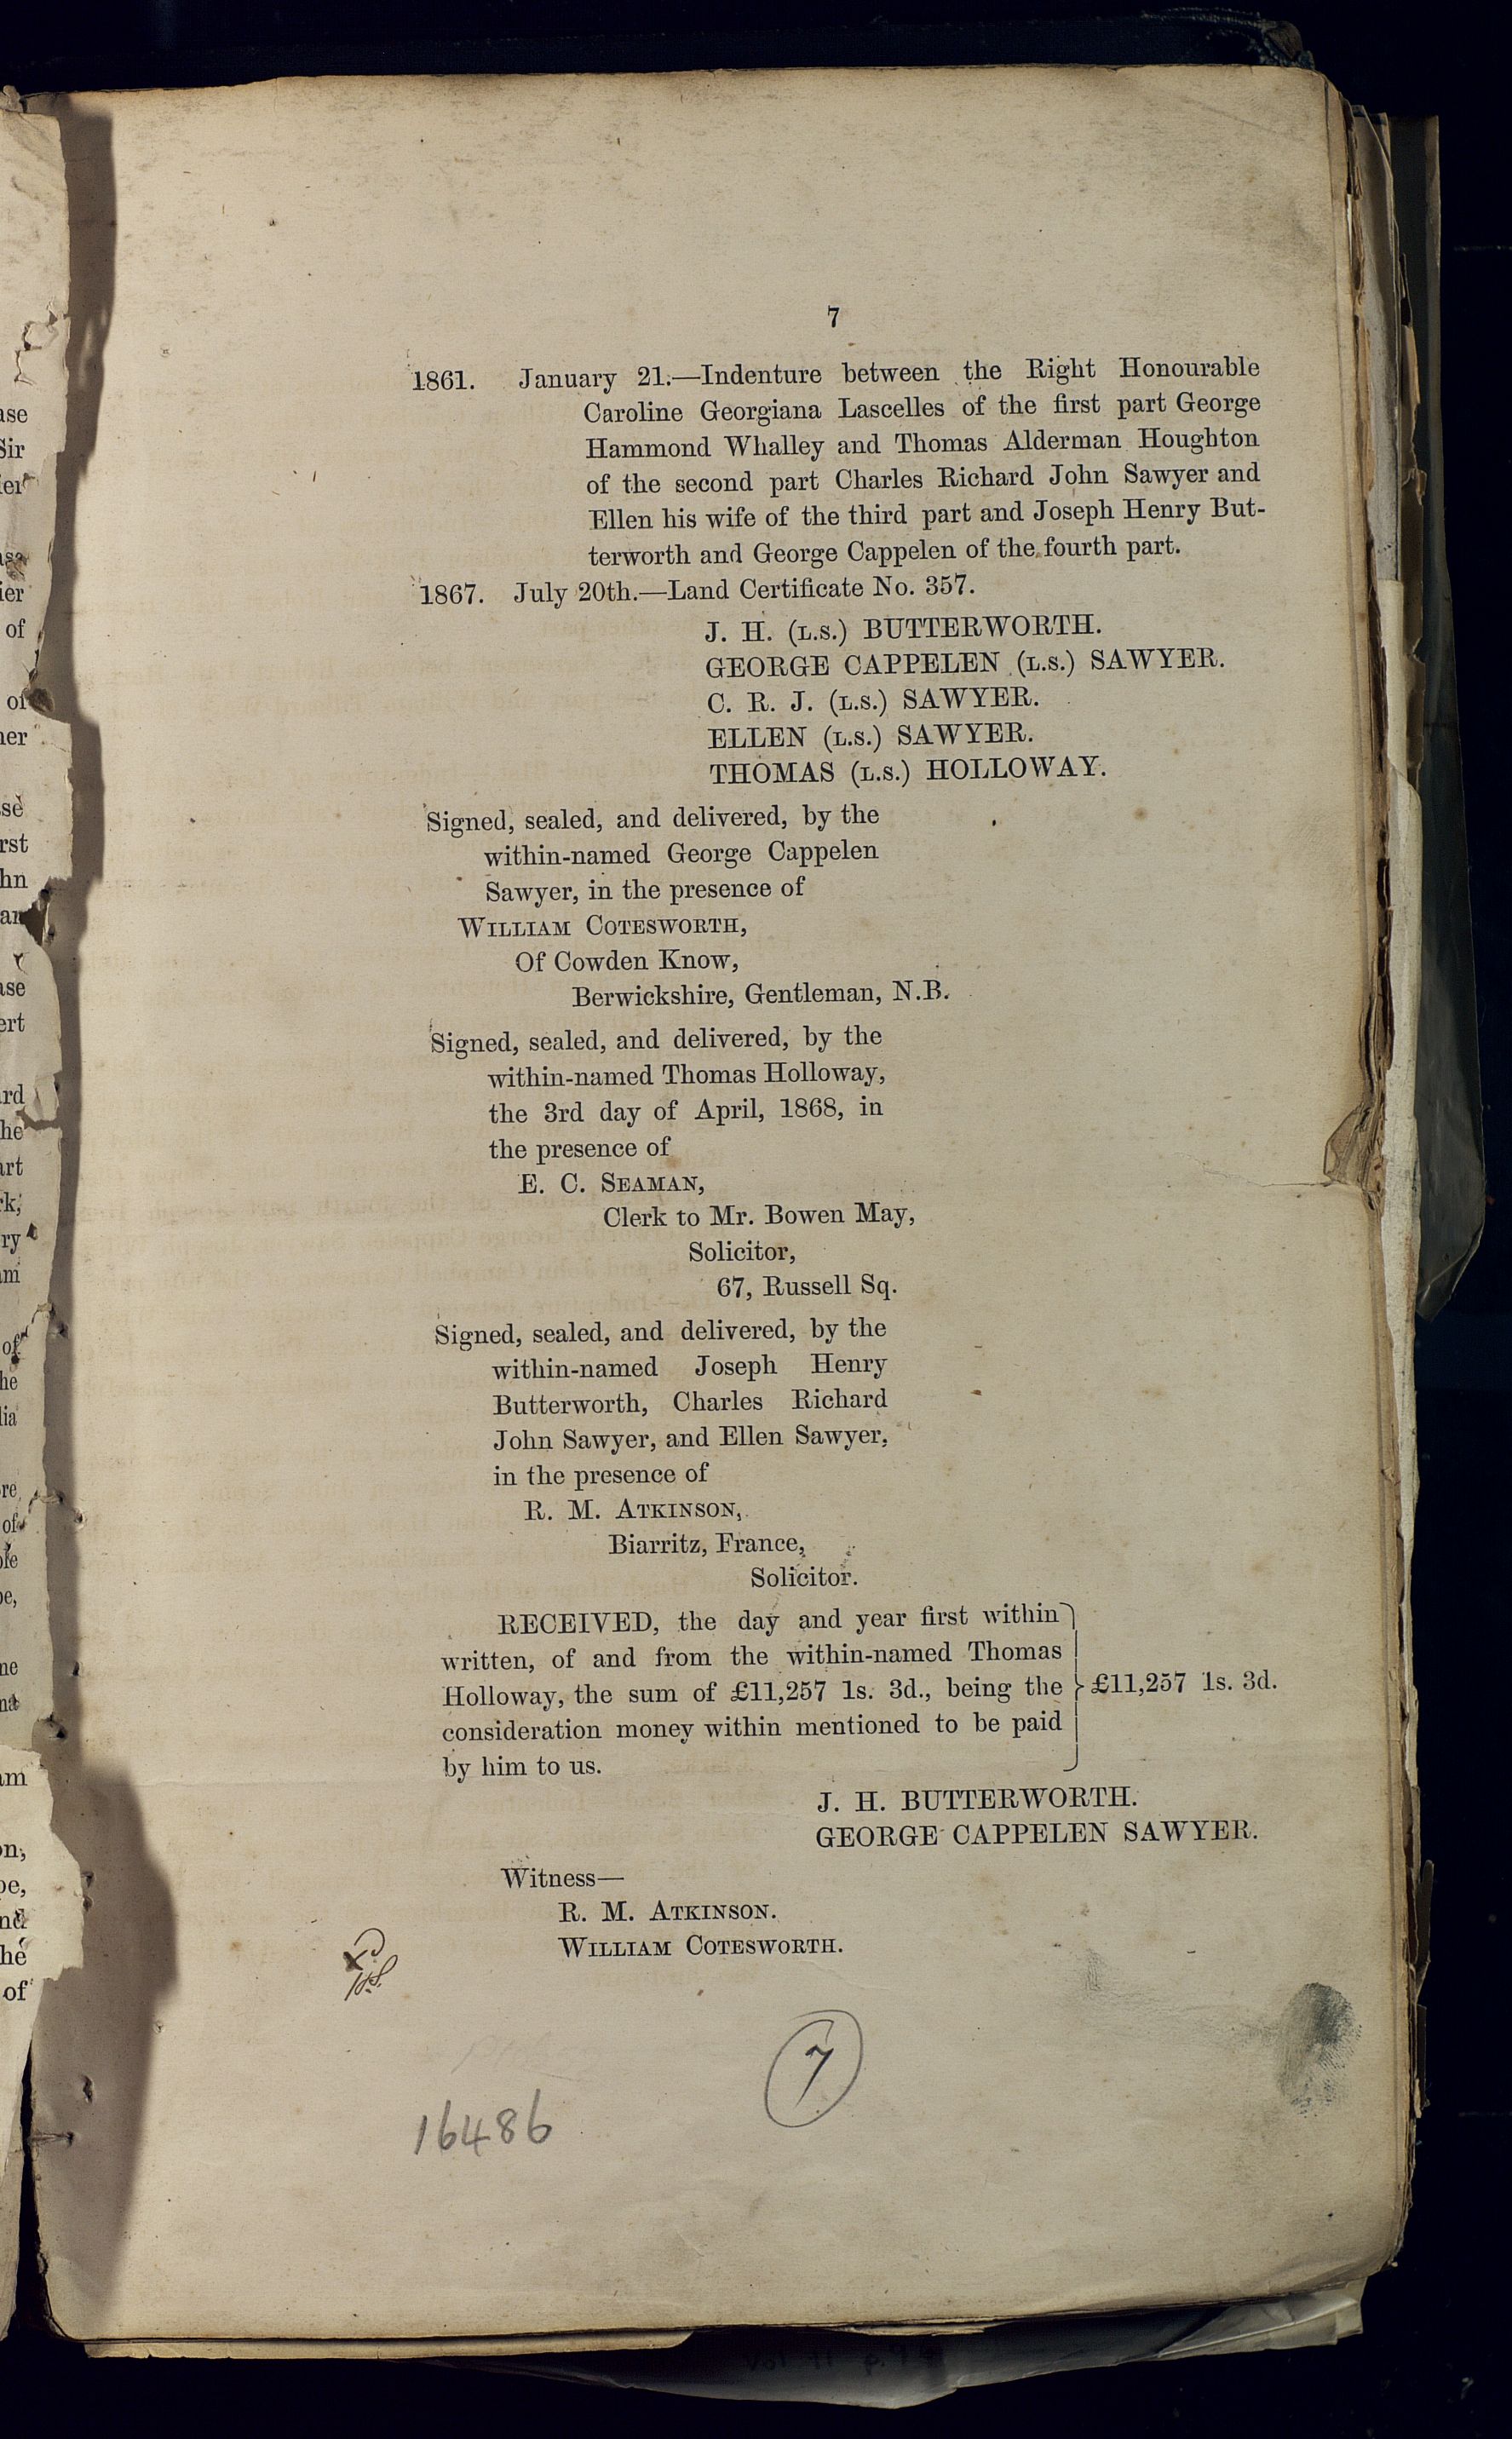 7
1861. January 21.—Indenture between the Right Honourable
Caroline Georgiana Lascelles of the first part George
Hammond Whalley and Thomas Alderman Houghton
of the second part Charles Richard John Sawyer and
Ellen his wife of the third part and Joseph Henry But-
terworth and George Cappelen of the fourth part.
1867. July 20th.—Land Certificate No. 357.
J. H. (L.S.) BUTTERWORTH.
GEORGE CAPPELEN (L.S.) SAWYER.
C. R. J. (L.S.) SAWYER.
ELLEN (L.S.) SAWYER.
THOMAS (L.S.) HOLLOWAY.
Signed, sealed, and delivered, by the
within-named George Cappelen
Sawyer, in the presence of
WILLIAM COTESWORTH,
Of Cowden Know,
Berwickshire, Gentleman, N.B.
Signed, sealed, and delivered, by the
within-named Thomas Holloway,
the 3rd day of April, 1868, in
the presence of
E. C. SEAMAN,
Clerk to Mr. Bowen May,
Solicitor,
67, Russell Sq.
Signed, sealed, and delivered, by the
within-named Joseph Henry
Butterworth, Charles Richard
John Sawyer, and Ellen Sawyer,
in the presence of
R. M. ATKINSON,
Biarritz, France,
Solicitor.
RECEIVED, the day and year first within
written, of and from the within-named Thomas
Holloway, the sum of £11,257 1s. 3d., being the
consideration money within mentioned to be paid
by him to us.
£11,257 1s. 3d.
J. H. BUTTERWORTH.
GEORGE CAPPELEN SAWYER.
Witness—
R. M. ATKINSON.
WILLIAM COTESWORTH.
7
16486